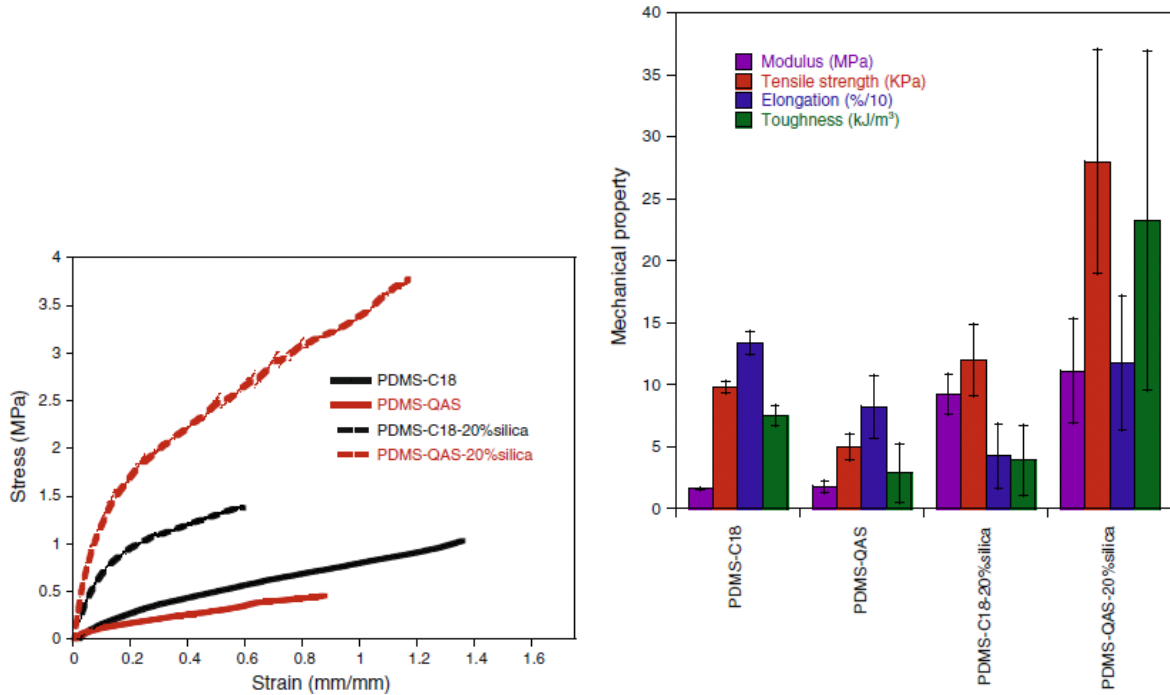 4
3.5
3
2.5
2
1.5
1
0.5
0
Stress (MPa)
PDMS-C18
PDMS-QAS
PDMS-C18-20%silica
PDMS-QAS-20%silica
0 0.2 0.4 0.6 0.8 1 1.2 1.4 1.6
Strain (mm/mm)
40
35
30
25
20
15
10
5
0
Mechanical property
Modulus (MPa)
Tensile strength (KPa)
Elongation (%/10)
Toughness (kJ/m³)
PDMS-C18
PDMS-QAS
PDMS-C18-20%silica
PDMS-QAS-20%silica